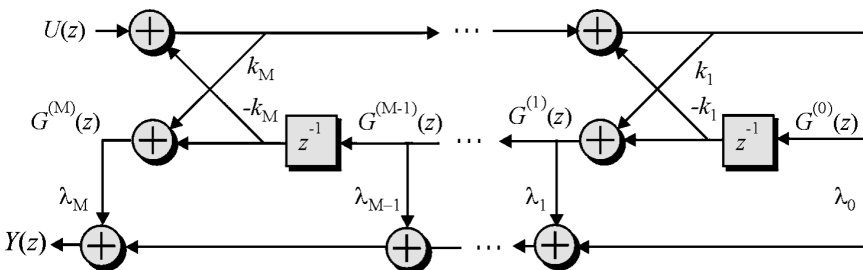 U(z) ... 
k_M k_1
-k_M -k_1
G^(M)(z) z^-1 G^(M-1)(z) ... G^(1)(z) z^-1 G^(0)(z)
λ_M λ_M–1 λ_1 λ_0
Y(z) ...